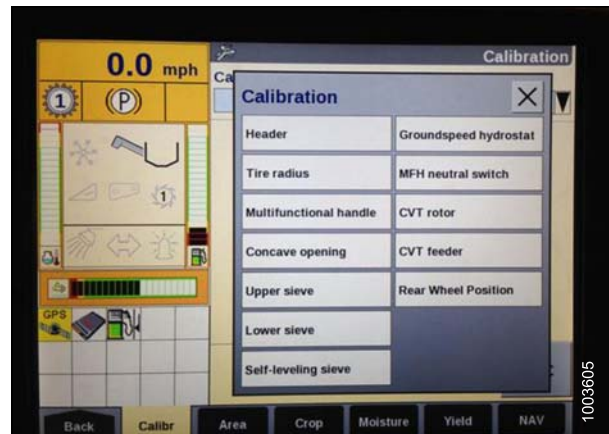 0.0 mph
Calibration
1
(P)
Ca
Calibration
Header
Groundspeed hydrostat
Tire radius
MFH neutral switch
1
Multifunctional handle
CVT rotor
Concave opening
CVT feeder
Upper sieve
Rear Wheel Position
GPS
Lower sieve
Self-leveling sieve
Back
Calibr
Area
Crop
Moisture
Yield
NAV
1003605